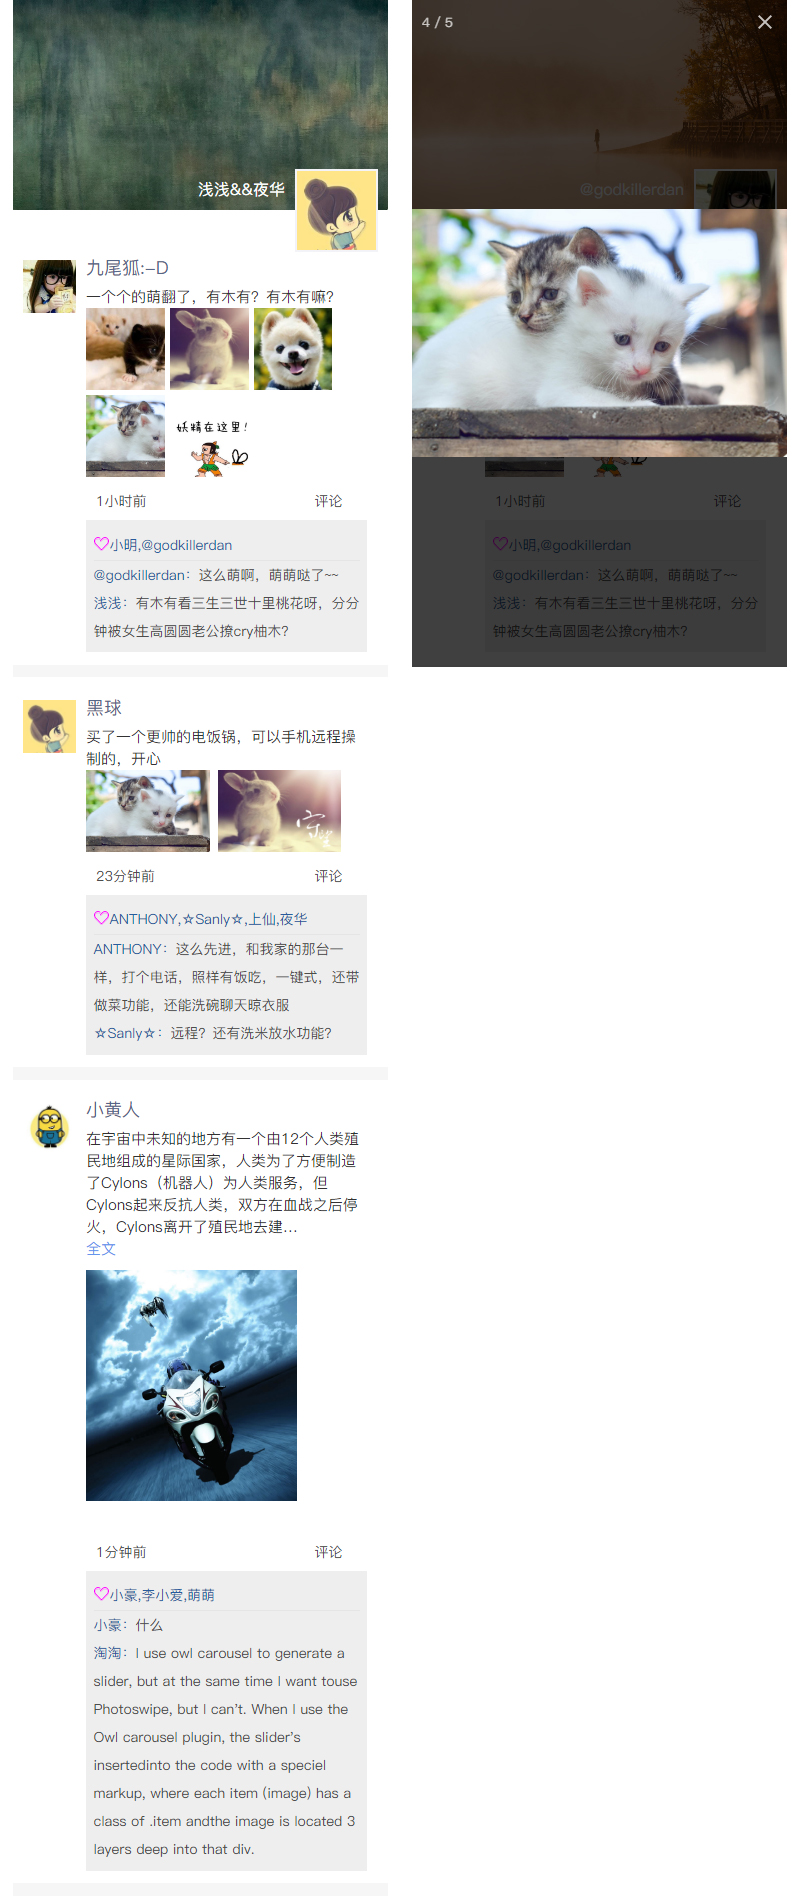 浅浅&&夜华
九尾狐:-D
一个个的萌翻了，有木有？有木有嘛？
妖精在这里！
1小时前 评论
小明,@godkillerdan
@godkillerdan：这么萌啊，萌萌哒了~~
浅浅：有木有看三生三世十里桃花呀，分分
钟被女生高圆圆老公撩cry柚木?
黑球
买了一个更帅的电饭锅，可以手机远程操
制的，开心
守望
23分钟前 评论
ANTHONY,☆Sanly☆,上仙,夜华
ANTHONY：这么先进，和我家的那台一
样，打个电话，照样有饭吃，一键式，还带
做菜功能，还能洗碗聊天晾衣服
☆Sanly☆：远程？还有洗米放水功能?
小黄人
在宇宙中未知的地方有一个由12个人类殖
民地组成的星际国家，人类为了方便制造
了Cylons（机器人）为人类服务，但
Cylons起来反抗人类，双方在血战之后停
火，Cylons离开了殖民地去建...
全文
1分钟前 评论
小豪,李小爱,萌萌
小豪：什么
淘淘：I use owl carousel to generate a
slider, but at the same time I want touse
Photoswipe, but I can't. When I use the
Owl carousel plugin, the slider's
insertedinto the code with a speciel
markup, where each item (image) has a
class of .item andthe image is located 3
layers deep into that div.
4 / 5
@godkillerdan
1小时前 评论
小明,@godkillerdan
@godkillerdan：这么萌啊，萌萌哒了~~
浅浅：有木有看三生三世十里桃花呀，分分
钟被女生高圆圆老公撩cry柚木?